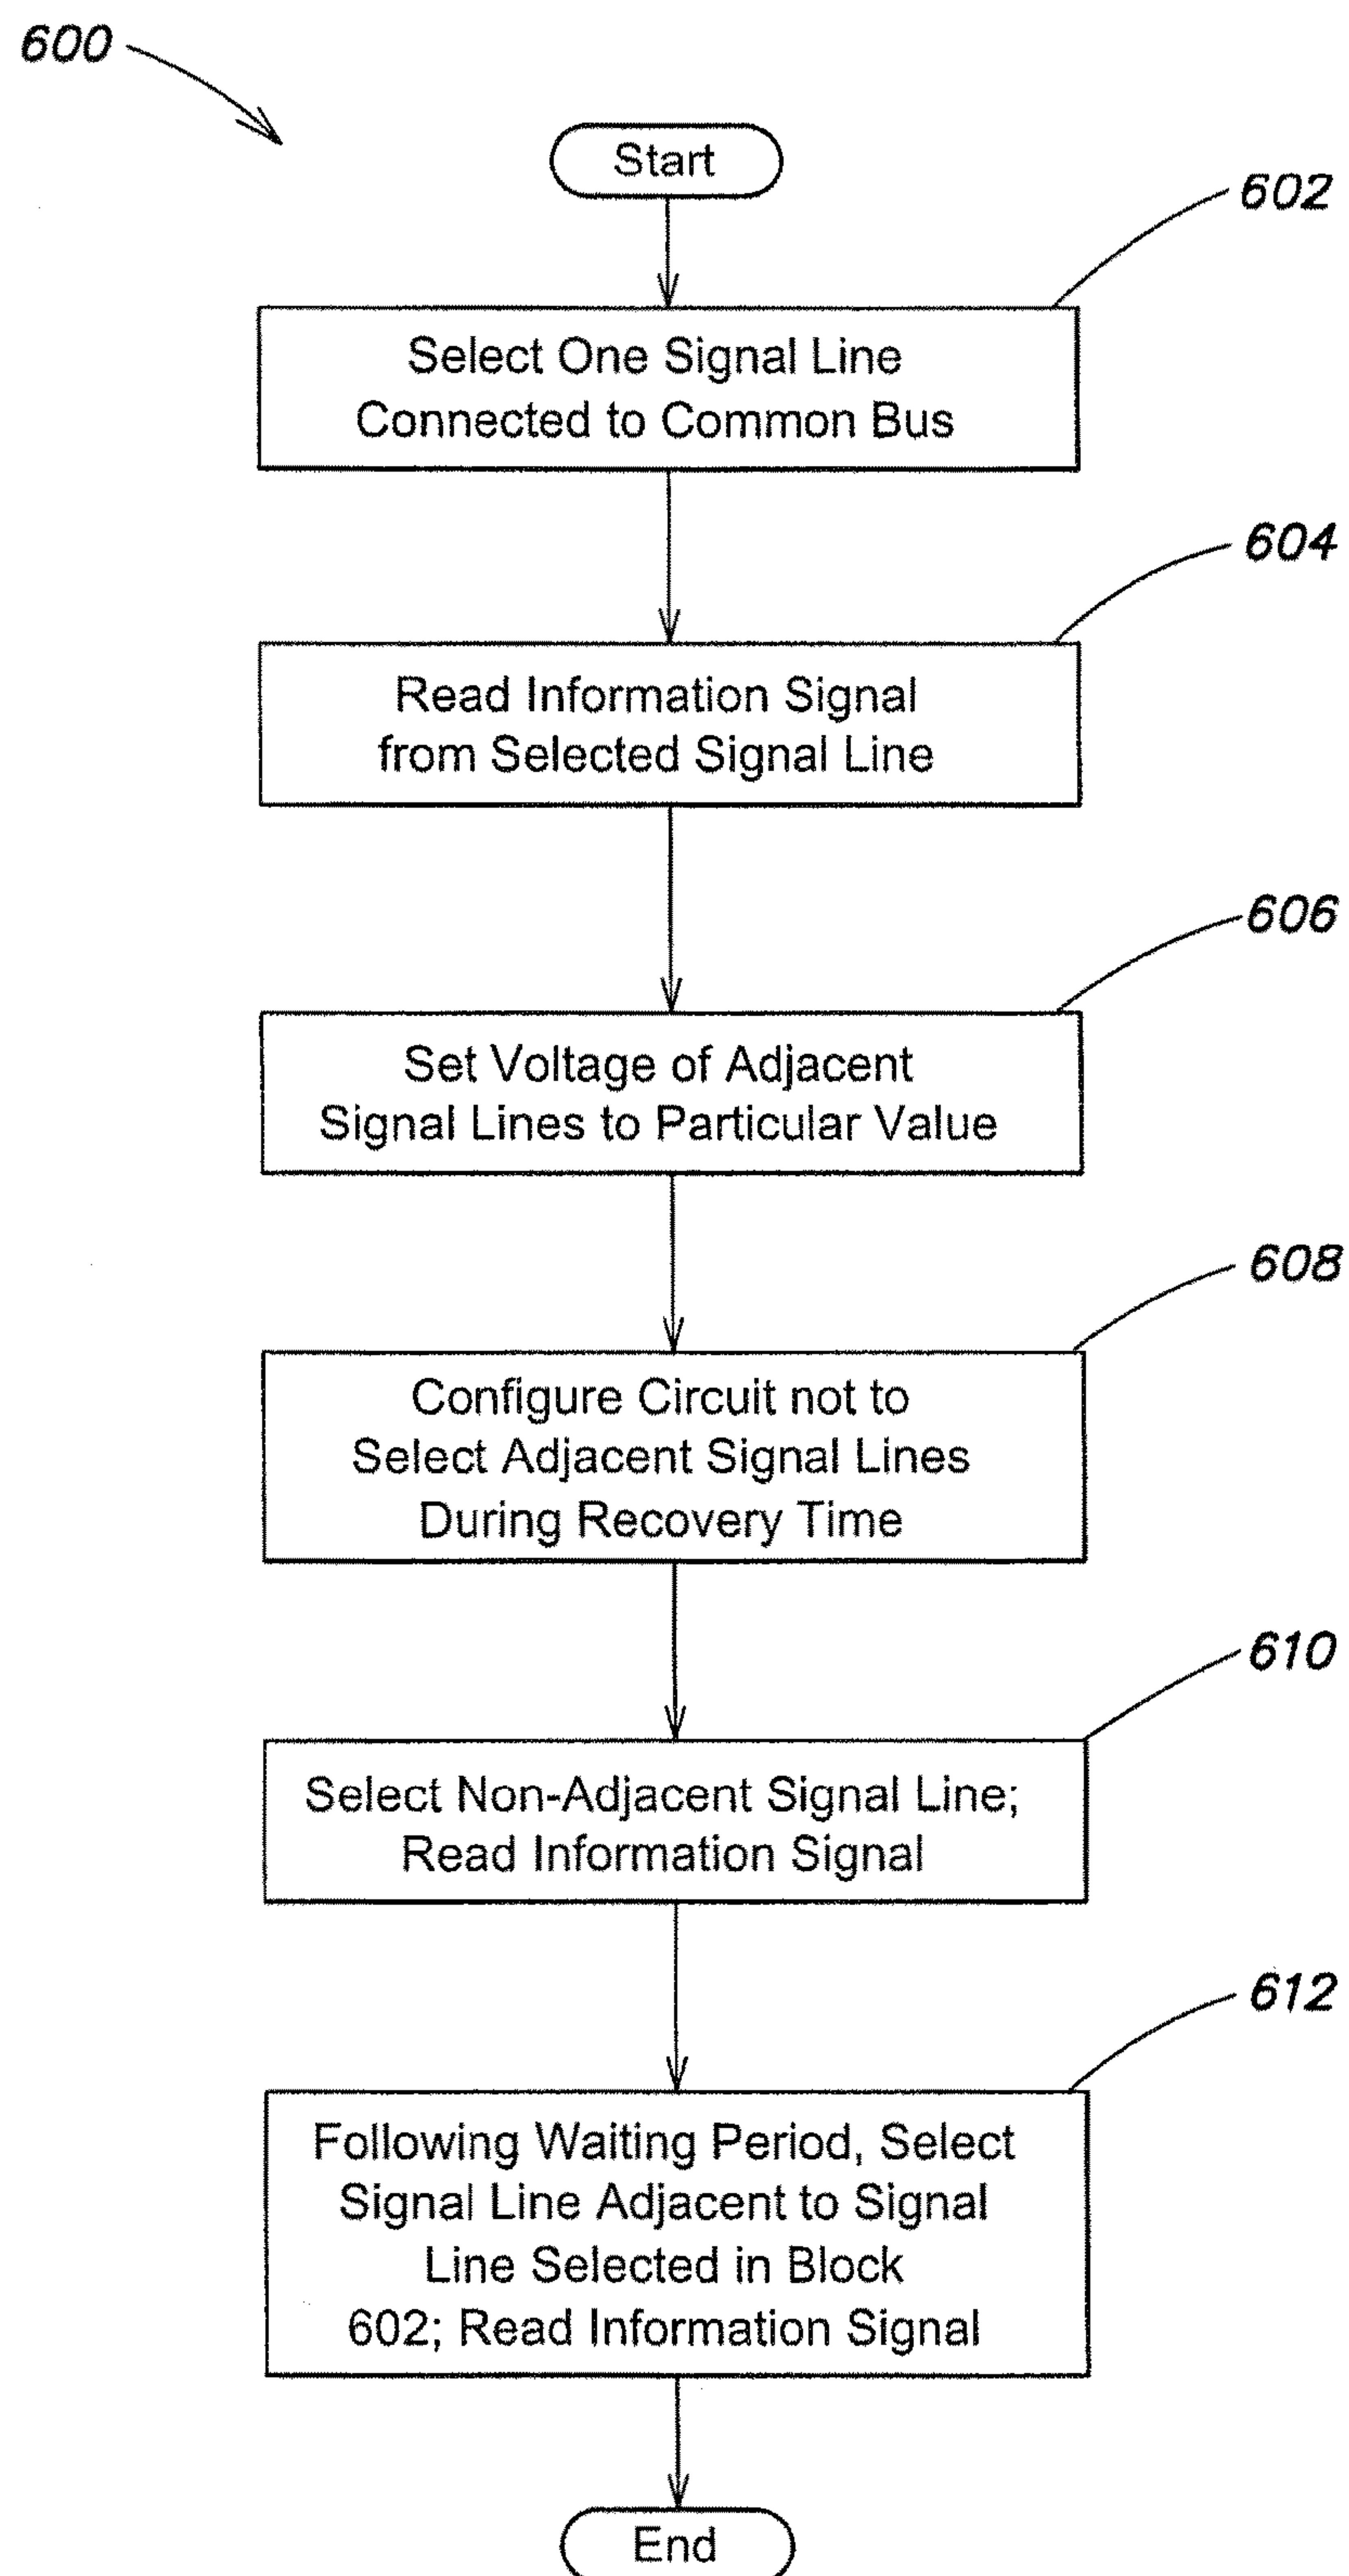 600
Start
602
Select One Signal Line
Connected to Common Bus
604
Read Information Signal
from Selected Signal Line
606
Set Voltage of Adjacent
Signal Lines to Particular Value
608
Configure Circuit not to
Select Adjacent Signal Lines
During Recovery Time
610
Select Non-Adjacent Signal Line;
Read Information Signal
612
Following Waiting Period, Select
Signal Line Adjacent to Signal
Line Selected in Block
602; Read Information Signal
End